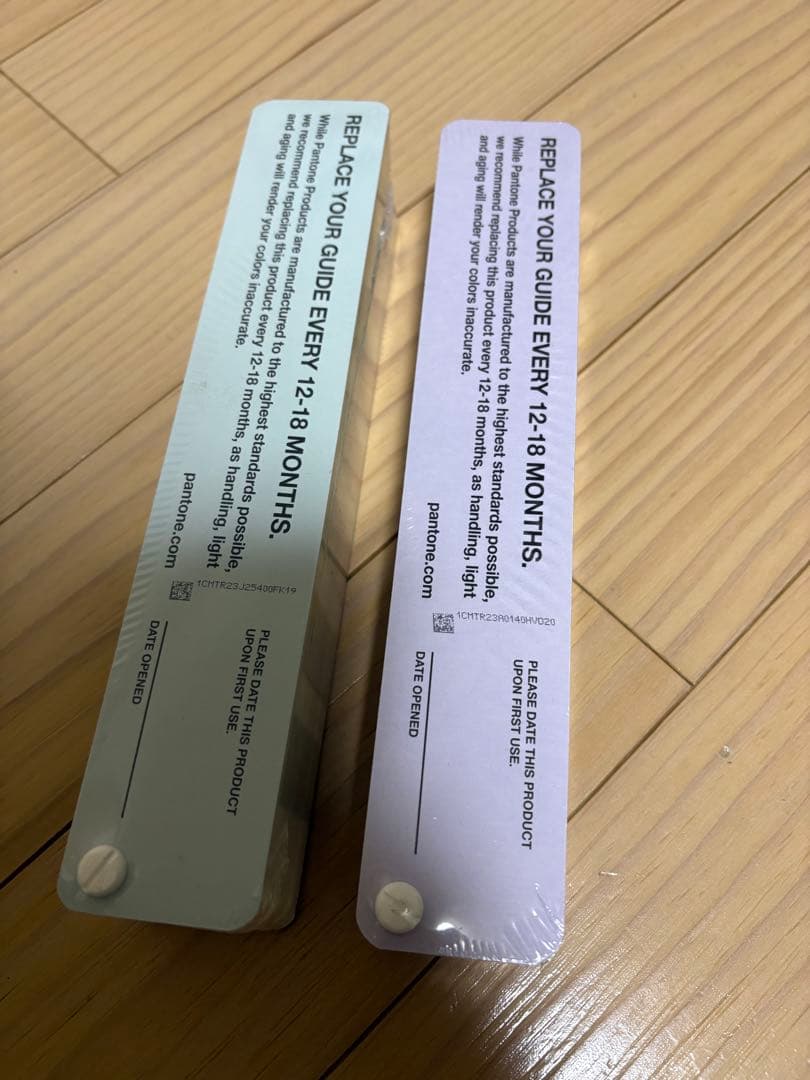 REPLACE YOUR GUIDE EVERY 12-18 MONTHS.
While Pantone Products are manufactured to the highest standards possible,
we recommend replacing this product every 12-18 months, as handling, light
and aging will render your colors inaccurate.
pantone.com
1CMTR23J25400FK19
PLEASE DATE THIS PRODUCT
UPON FIRST USE.
DATE OPENED
REPLACE YOUR GUIDE EVERY 12-18 MONTHS.
While Pantone Products are manufactured to the highest standards possible,
we recommend replacing this product every 12-18 months, as handling, light
and aging will render your colors inaccurate.
pantone.com
1CMTR23A0140HVD20
PLEASE DATE THIS PRODUCT
UPON FIRST USE.
DATE OPENED